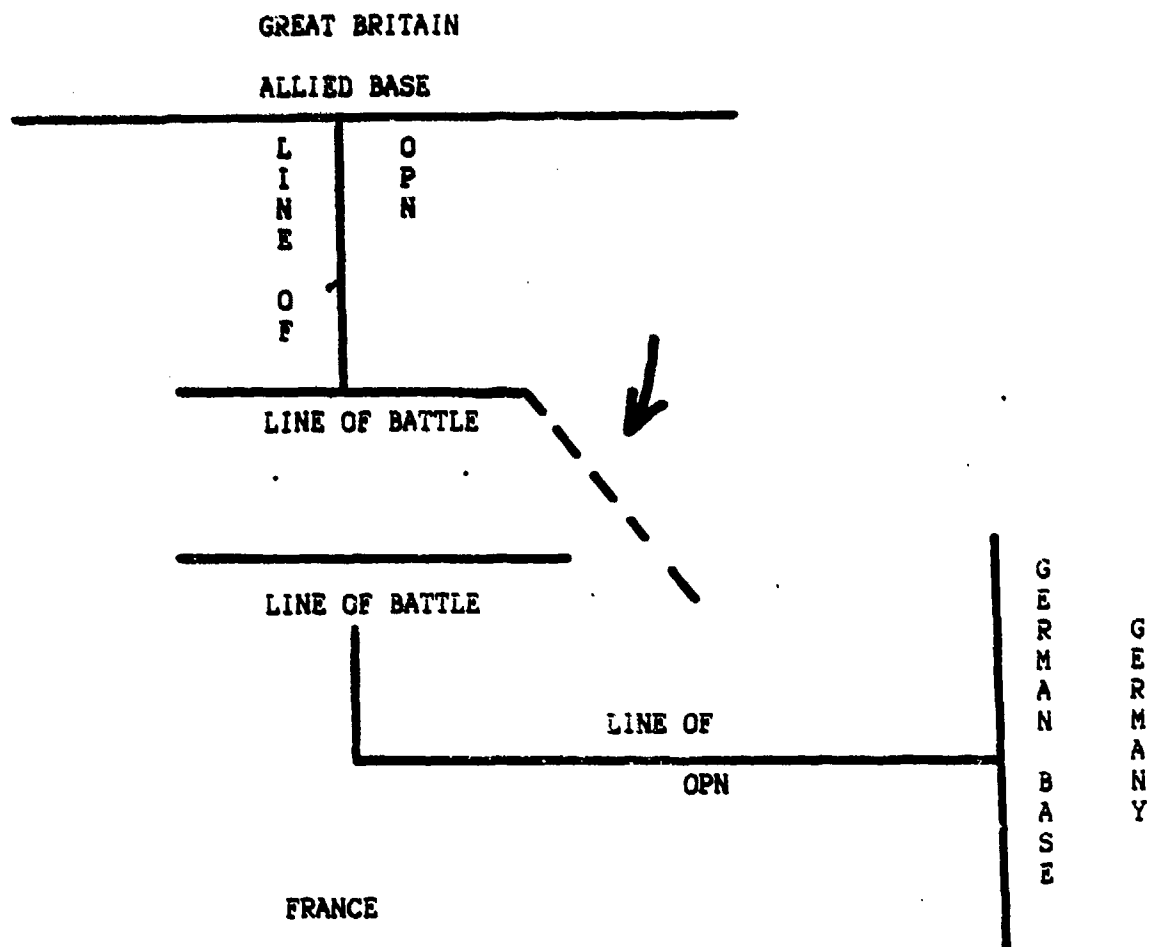 GREAT BRITAIN
ALLIED BASE
LINE OF
OPN
LINE OF BATTLE
LINE OF BATTLE
LINE OF
OPN
GERMAN BASE
GERMANY
FRANCE